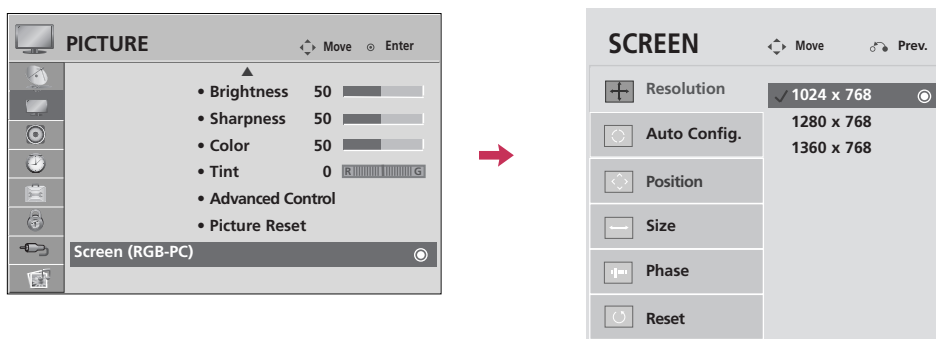 PICTURE Move Enter
• Brightness 50
• Sharpness 50
• Color 50
• Tint 0 R G
• Advanced Control
• Picture Reset
Screen (RGB-PC)
SCREEN Move Prev.
Resolution
Auto Config.
Position
Size
Phase
Reset
1024 x 768
1280 x 768
1360 x 768